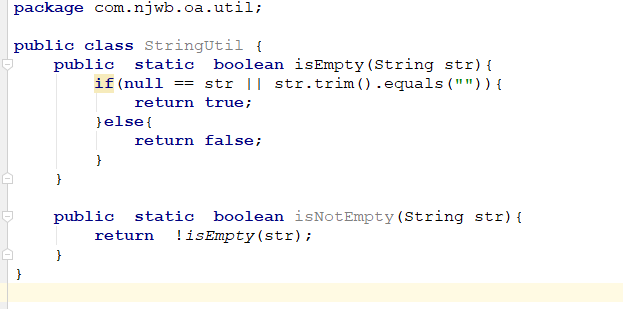 package com.njwb.oa.util;
public class StringUtil {
    public  static  boolean isEmpty(String str){
        if(null == str || str.trim().equals("")){
            return true;
        }else{
            return false;
        }
    }
    public  static  boolean isNotEmpty(String str){
        return  !isEmpty(str);
    }
}